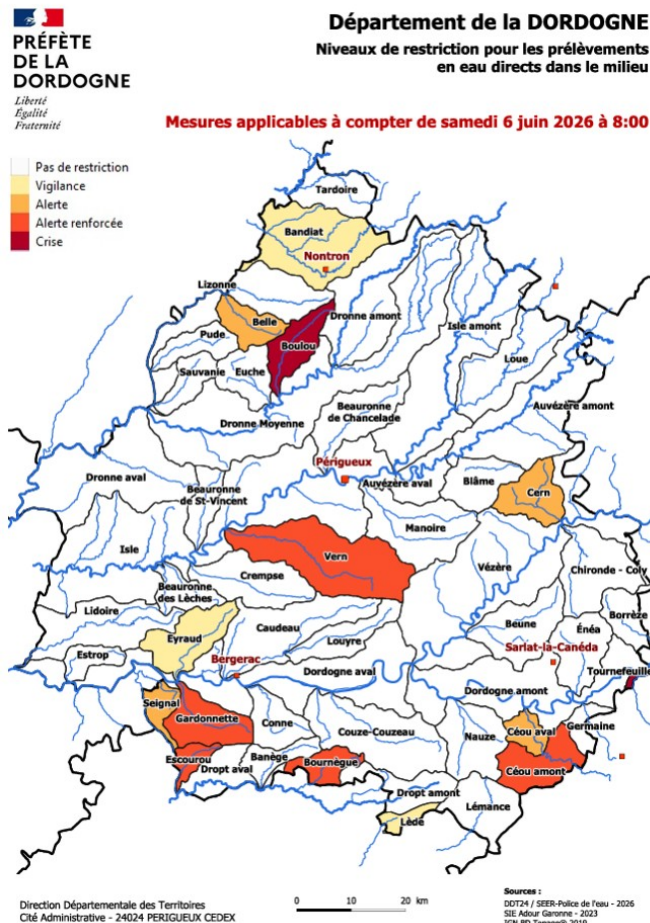 PRÉFÈTE
DE LA
DORDOGNE
Liberté
Égalité
Fraternité
Département de la DORDOGNE
Niveaux de restriction pour les prélèvements
en eau directs dans le milieu
Mesures applicables à compter de samedi 6 juin 2026 à 8:00
Pas de restriction
Vigilance
Alerte
Alerte renforcée
Crise
Tardoire
Bandiat
Nontron
Lizonne
Belle
Dronne amont
Pude
Boulou
Isle amont
Sauvanie
Euche
Loue
Beauronne
de Chancelade
Auvézère amont
Dronne Moyenne
Périgueux
Dronne aval
Beauronne
de St-Vincent
Auvézère aval
Blâme
Cern
Manoire
Isle
Vern
Vézère
Chironde - Coly
Crempse
Beauronne
des Lèches
Lidoire
Borrèze
Eyraud
Caudeau
Beune
Énéa
Louyre
Estrop
Bergerac
Sarlat-la-Canéda
Dordogne aval
Tournefeuille
Dordogne amont
Seignal
Gardonnette
Conne
Couze-Couzeau
Nauze
Céou aval
Germaine
Escourou
Dropt aval
Banège
Bournègue
Céou amont
Dropt amont
Lémance
Lède
Direction Départementale des Territoires
Cité Administrative - 24024 PERIGUEUX CEDEX
0 10 20 km
Sources :
DDT24 / SEER-Police de l'eau - 2026
SIE Adour Garonne - 2023